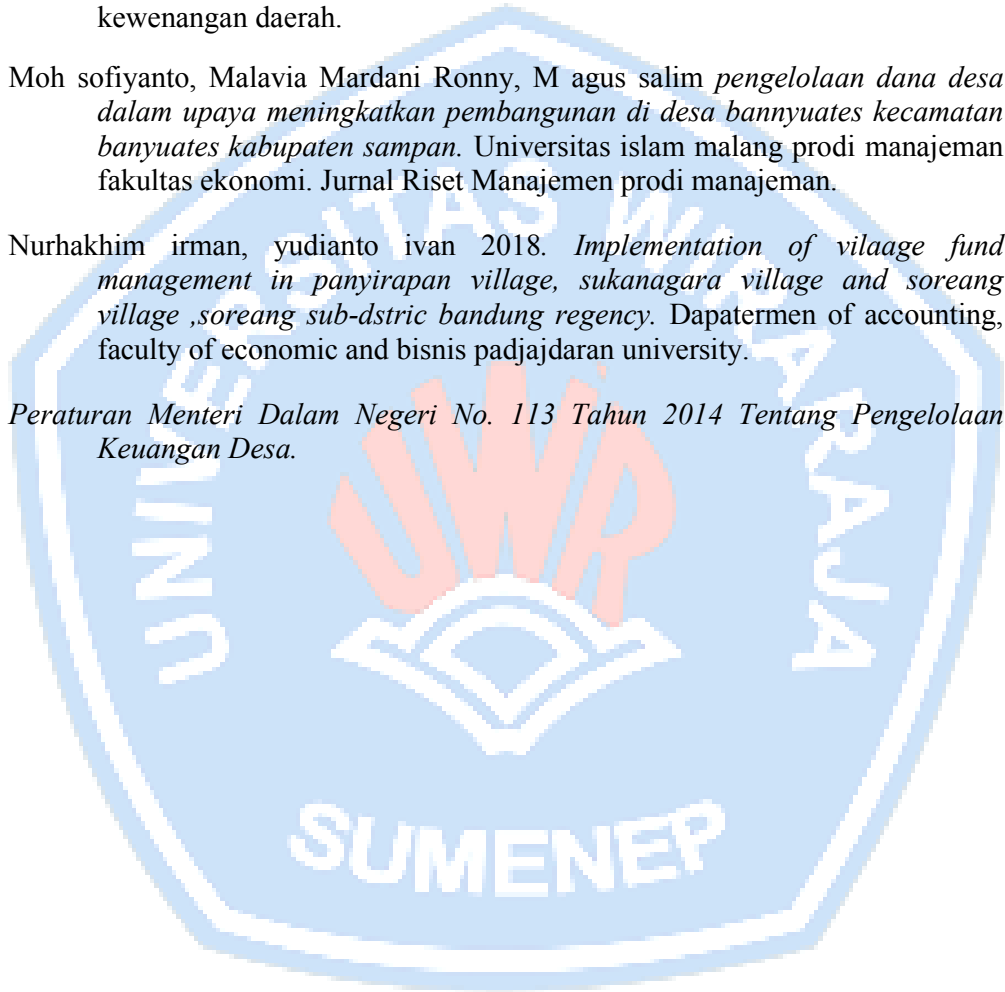 kewenangan daerah.
Moh sofiyanto, Malavia Mardani Ronny, M agus salim pengelolaan dana desa
dalam upaya meningkatkan pembangunan di desa bannyuates kecamatan
banyuates kabupaten sampan. Universitas islam malang prodi manajeman
fakultas ekonomi. Jurnal Riset Manajemen prodi manajeman.
Nurhakhim irman, yudianto ivan 2018. Implementation of vilaage fund
management in panyirapan village, sukanagara village and soreang
village ,soreang sub-dstric bandung regency. Dapatermen of accounting,
faculty of economic and bisnis padjajdaran university.
Peraturan Menteri Dalam Negeri No. 113 Tahun 2014 Tentang Pengelolaan
Keuangan Desa.
UNIVERSITAS WIRARAJA
UWR
SUMENEP